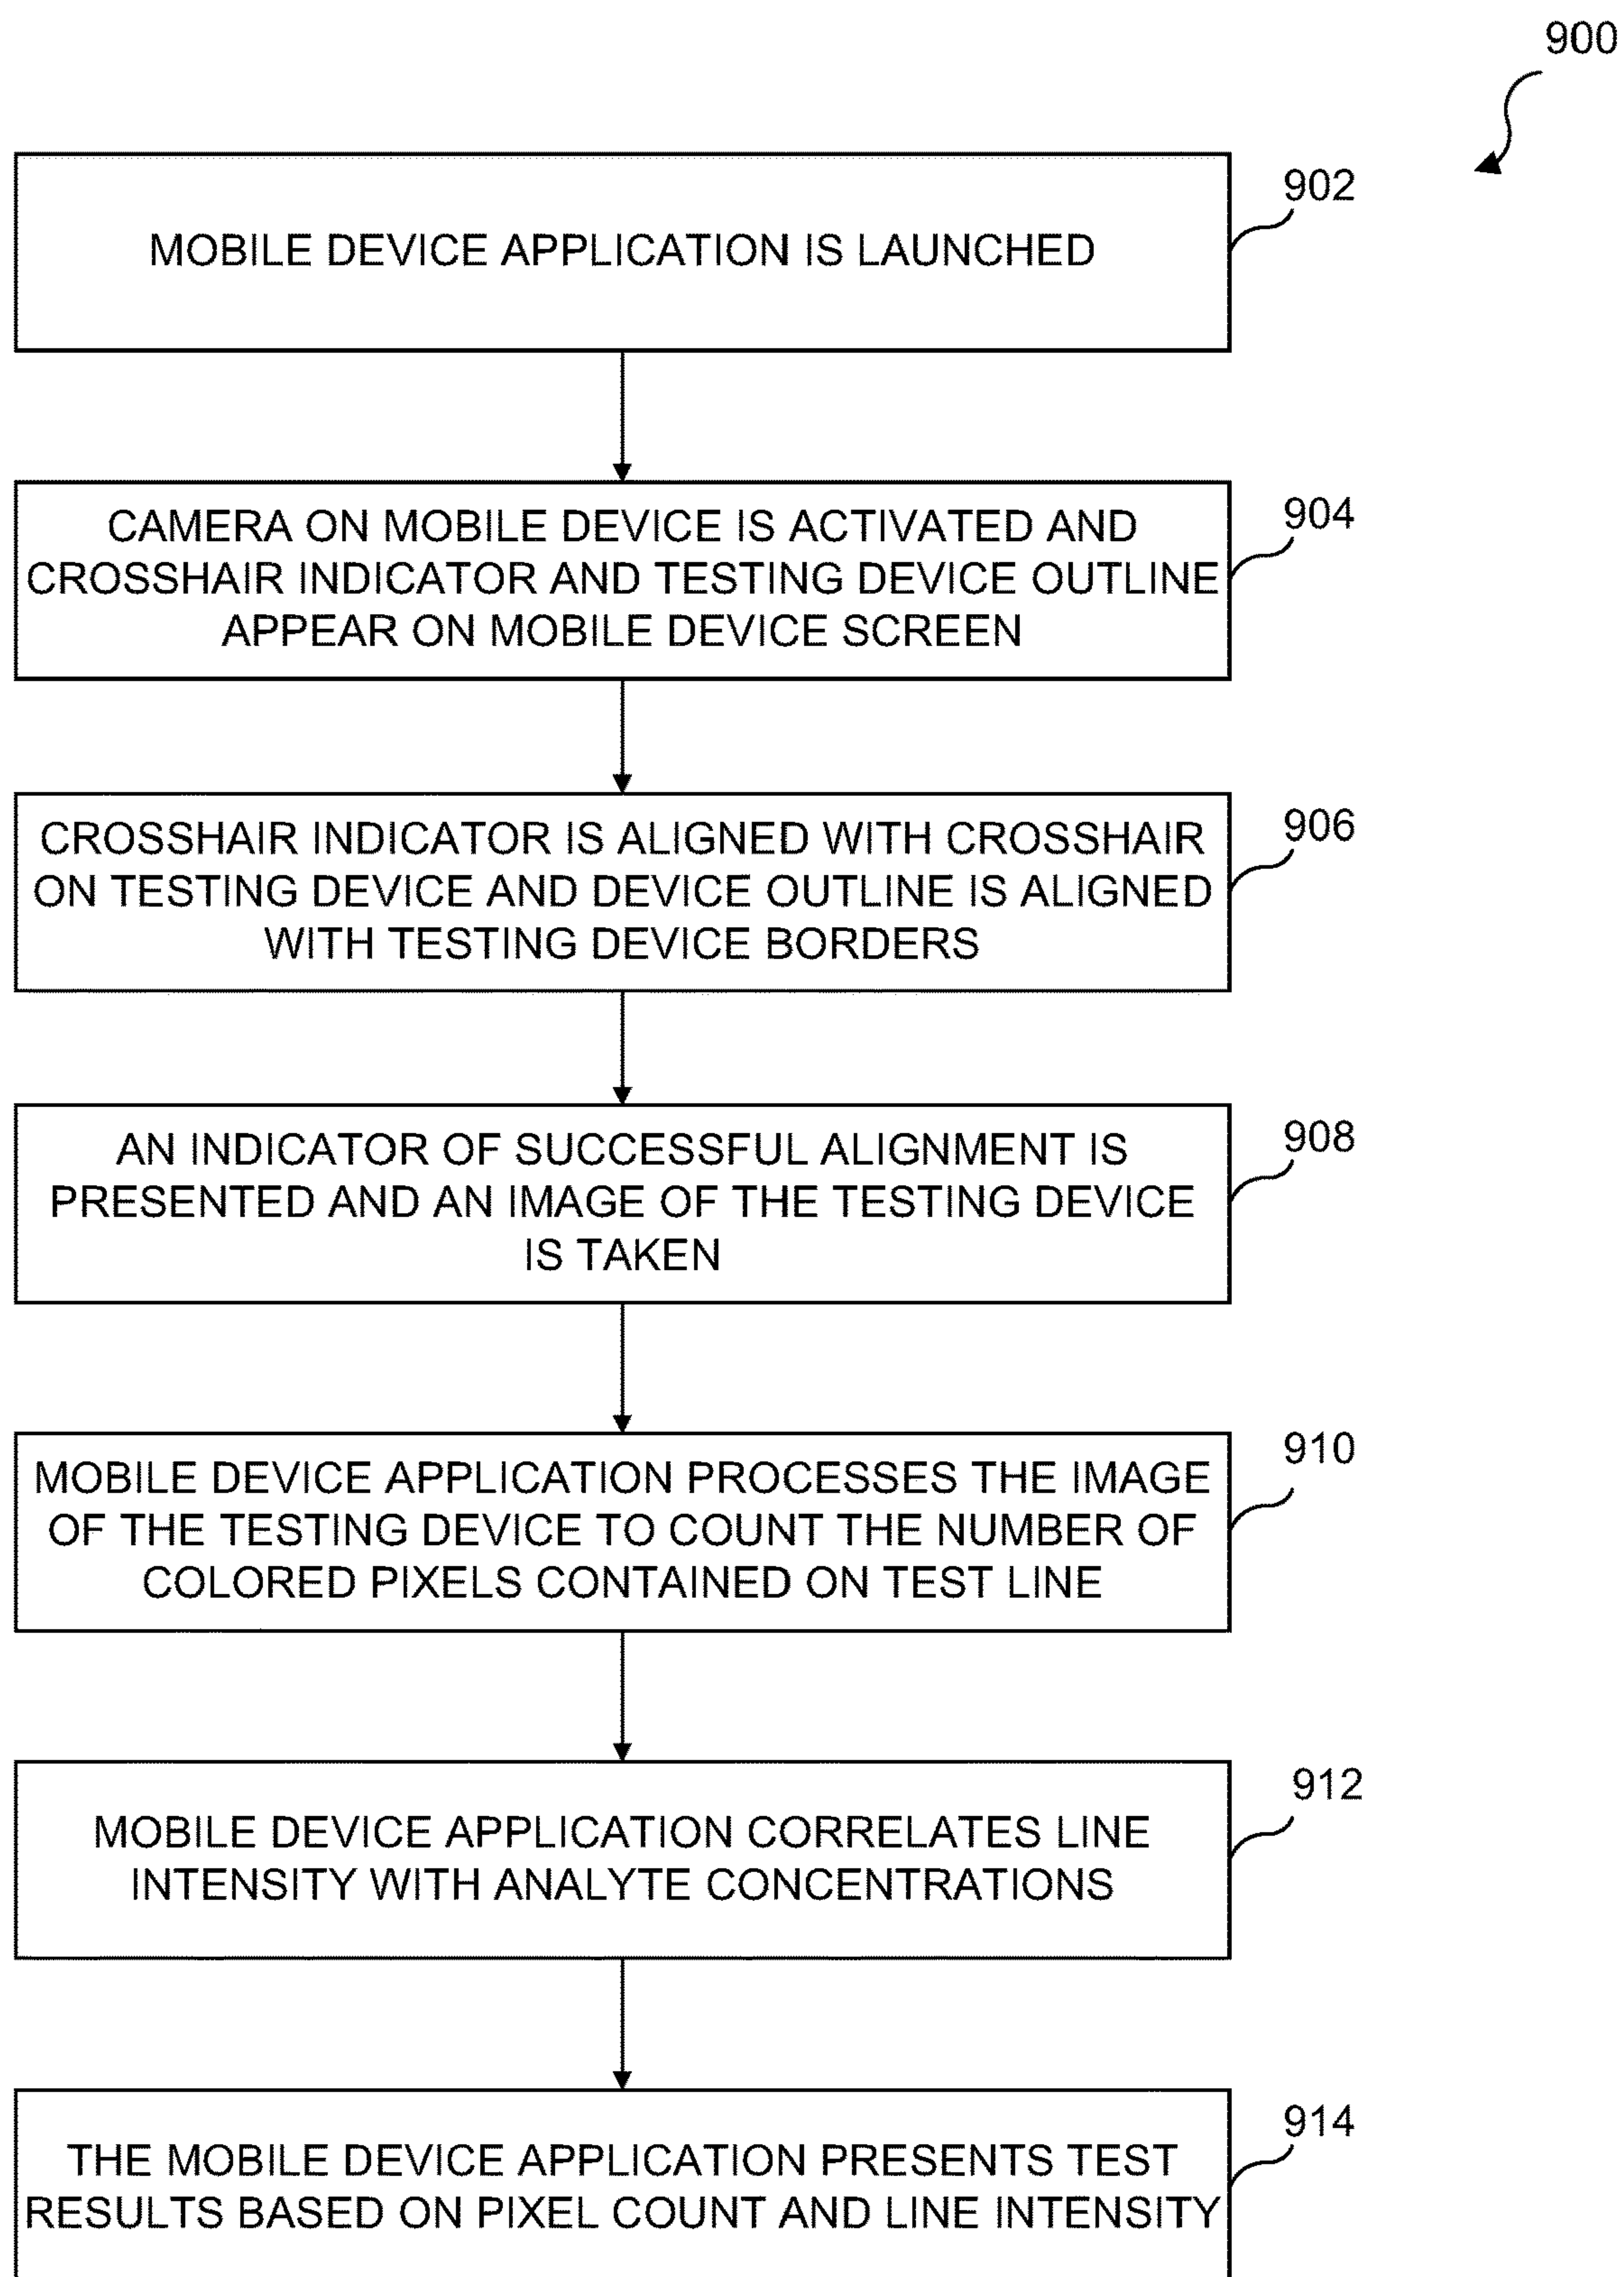 900
902
MOBILE DEVICE APPLICATION IS LAUNCHED
904
CAMERA ON MOBILE DEVICE IS ACTIVATED AND
CROSSHAIR INDICATOR AND TESTING DEVICE OUTLINE
APPEAR ON MOBILE DEVICE SCREEN
906
CROSSHAIR INDICATOR IS ALIGNED WITH CROSSHAIR
ON TESTING DEVICE AND DEVICE OUTLINE IS ALIGNED
WITH TESTING DEVICE BORDERS
908
AN INDICATOR OF SUCCESSFUL ALIGNMENT IS
PRESENTED AND AN IMAGE OF THE TESTING DEVICE
IS TAKEN
910
MOBILE DEVICE APPLICATION PROCESSES THE IMAGE
OF THE TESTING DEVICE TO COUNT THE NUMBER OF
COLORED PIXELS CONTAINED ON TEST LINE
912
MOBILE DEVICE APPLICATION CORRELATES LINE
INTENSITY WITH ANALYTE CONCENTRATIONS
914
THE MOBILE DEVICE APPLICATION PRESENTS TEST
RESULTS BASED ON PIXEL COUNT AND LINE INTENSITY